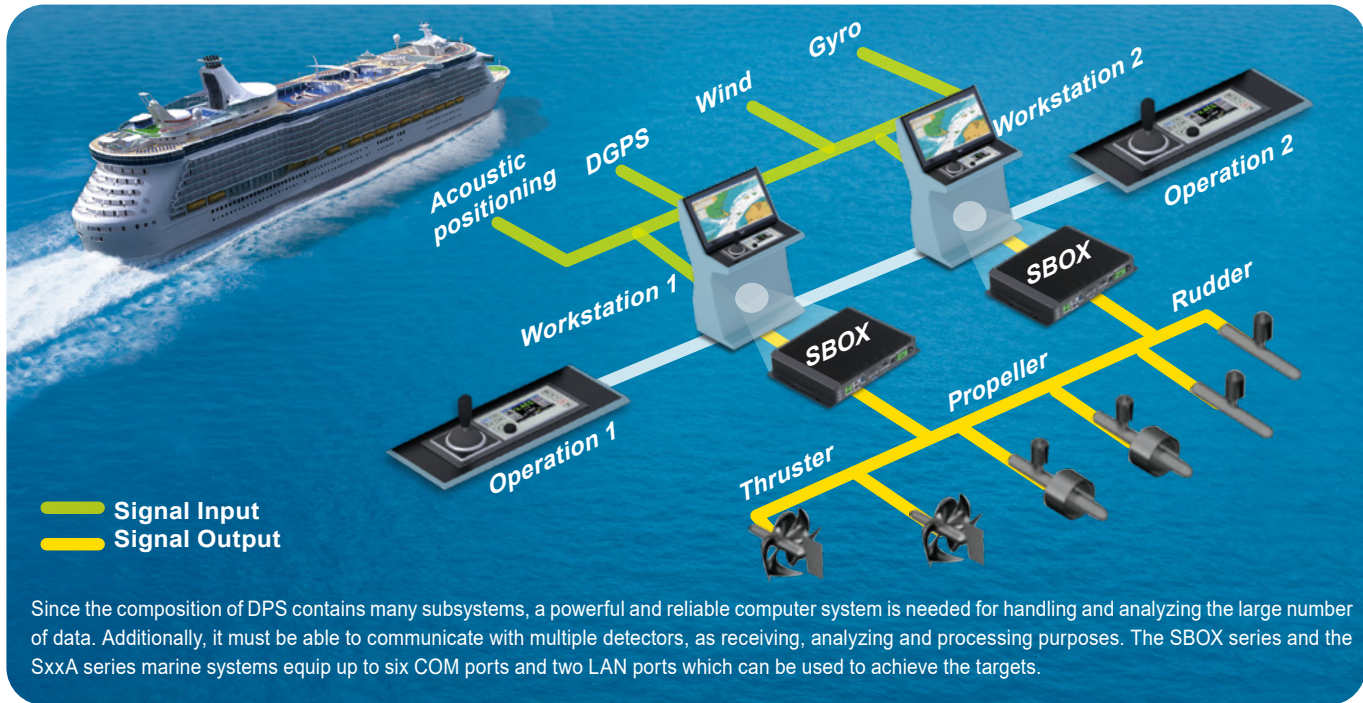 Gyro
Wind
Workstation 2
DGPS
Acoustic
positioning
Operation 2
SBOX
Workstation 1
Rudder
SBOX
Propeller
Operation 1
Thruster
Signal Input
Signal Output
Since the composition of DPS contains many subsystems, a powerful and reliable computer system is needed for handling and analyzing the large number
of data. Additionally, it must be able to communicate with multiple detectors, as receiving, analyzing and processing purposes. The SBOX series and the
SxxA series marine systems equip up to six COM ports and two LAN ports which can be used to achieve the targets.